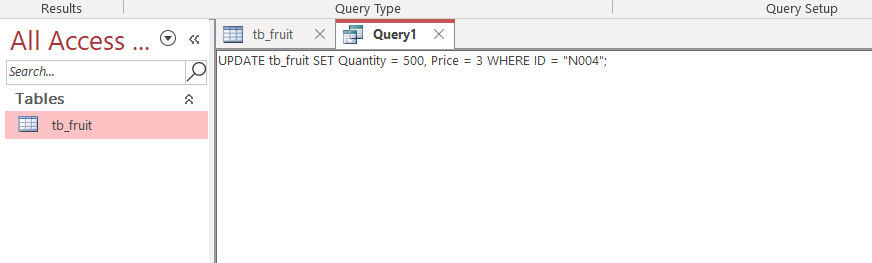 Results Query Type Query Setup
All Access ...
tb_fruit Query1
Search...
Tables
tb_fruit
UPDATE tb_fruit SET Quantity = 500, Price = 3 WHERE ID = "N004";